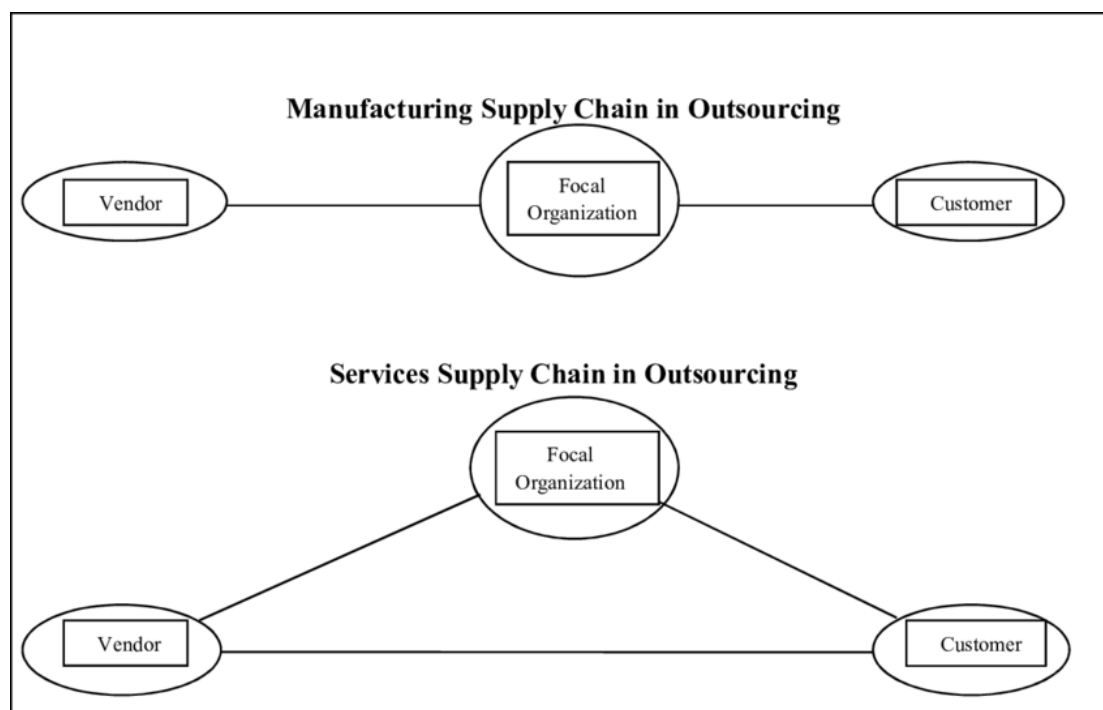 Manufacturing Supply Chain in Outsourcing
Vendor
Focal
Organization
Customer
Services Supply Chain in Outsourcing
Focal
Organization
Vendor
Customer